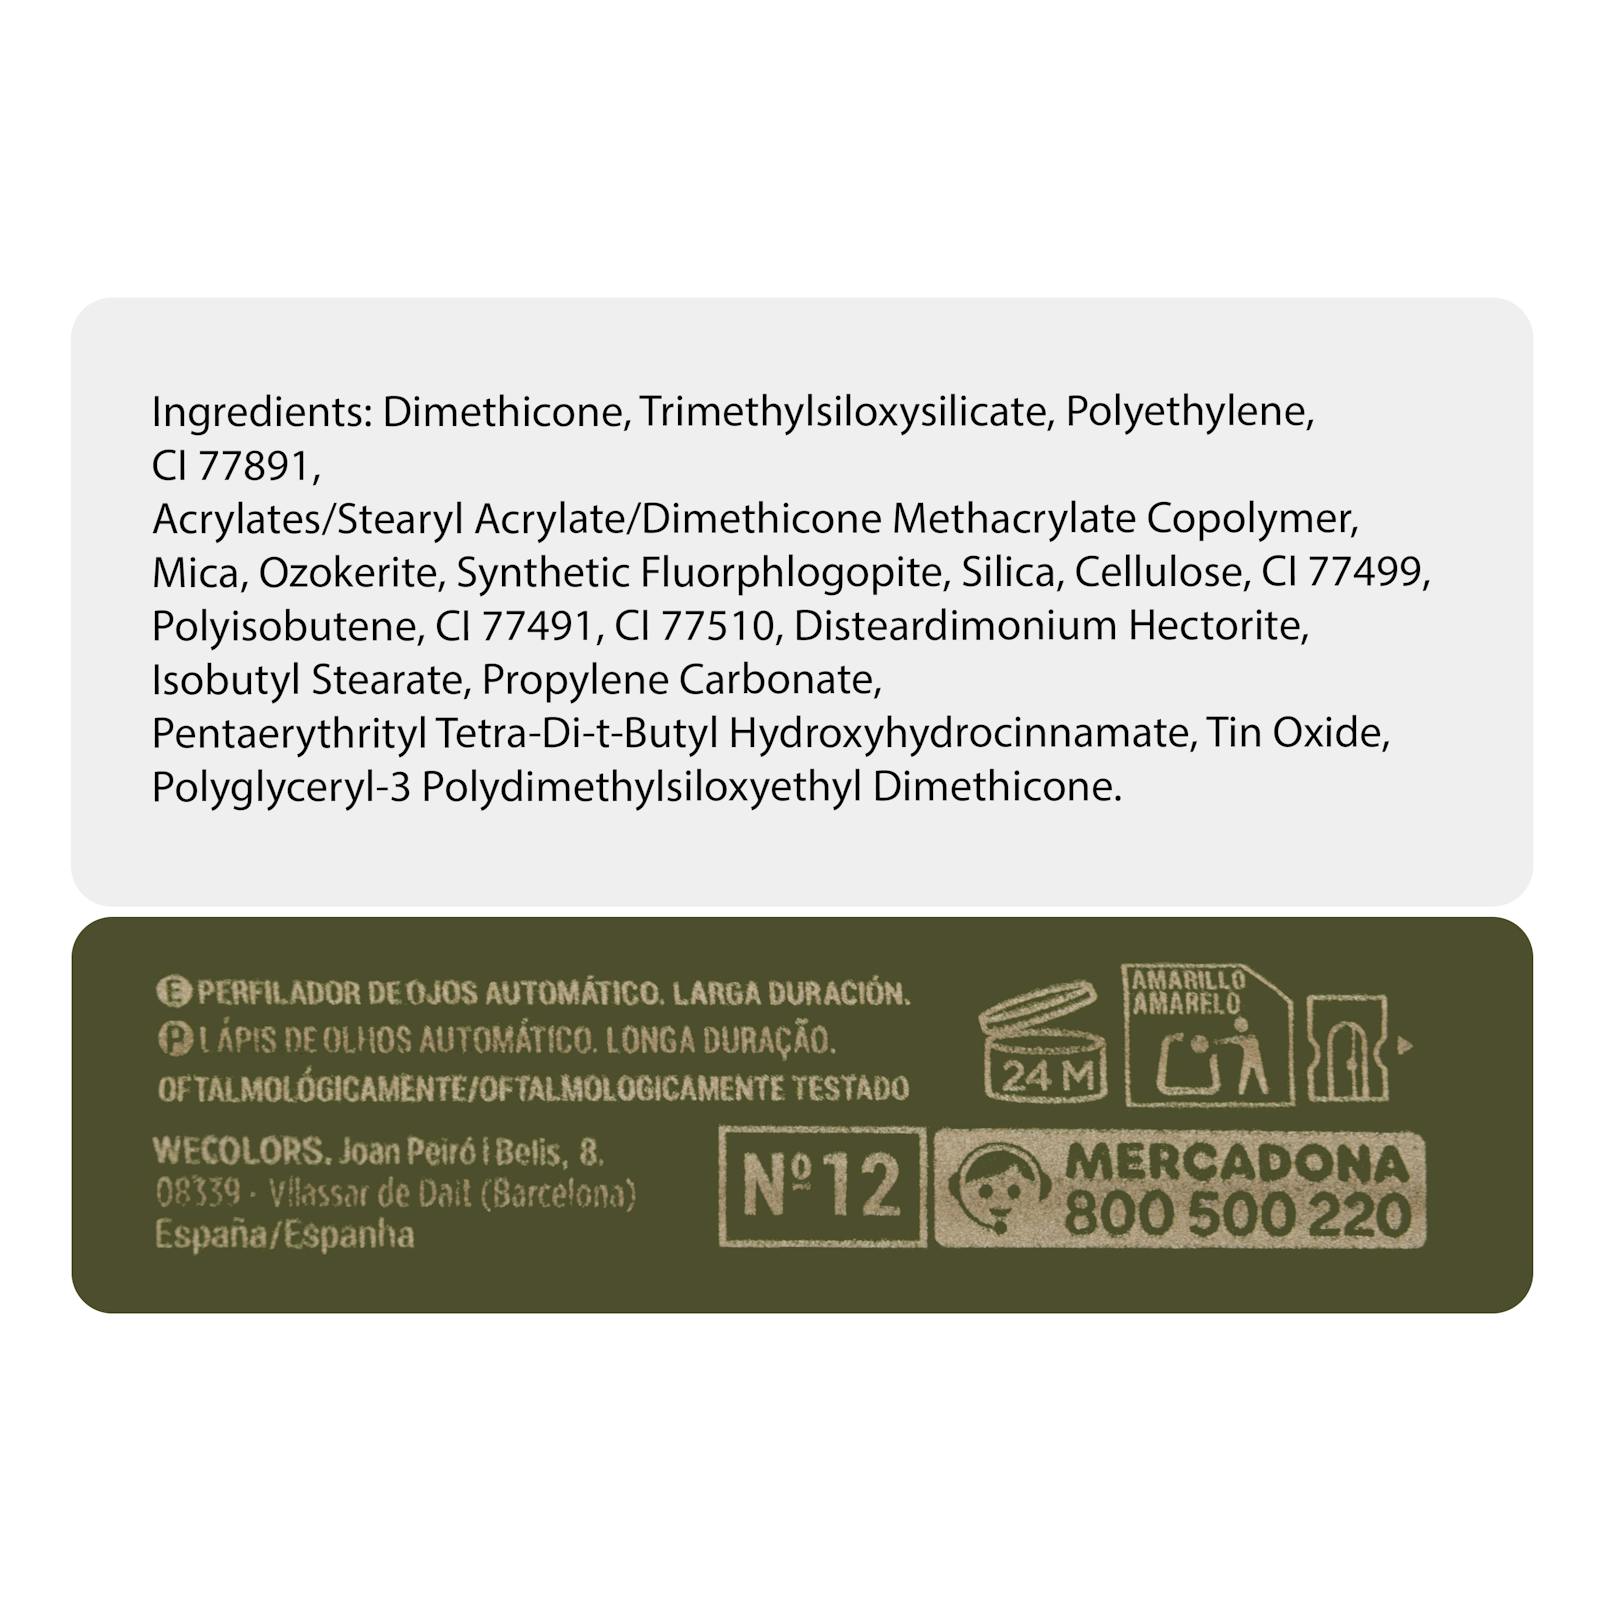 Ingredients: Dimethicone, Trimethylsiloxysilicate, Polyethylene,
CI 77891,
Acrylates/Stearyl Acrylate/Dimethicone Methacrylate Copolymer,
Mica, Ozokerite, Synthetic Fluorphlogopite, Silica, Cellulose, CI 77499,
Polyisobutene, CI 77491, CI 77510, Disteardimonium Hectorite,
Isobutyl Stearate, Propylene Carbonate,
Pentaerythrityl Tetra-Di-t-Butyl Hydroxyhydrocinnamate, Tin Oxide,
Polyglyceryl-3 Polydimethylsiloxyethyl Dimethicone.
E PERFILADOR DE OJOS AUTOMÁTICO. LARGA DURACIÓN.
P LÁPIS DE OLHOS AUTOMÁTICO. LONGA DURAÇÃO.
OFTALMOLÓGICAMENTE/OFTALMOLOGICAMENTE TESTADO
24 M
AMARILLO
AMARELO
WECOLORS. Joan Peiró i Belis, 8.
08339 · Vilassar de Dalt (Barcelona)
España/Espanha
Nº 12
MERCADONA
800 500 220